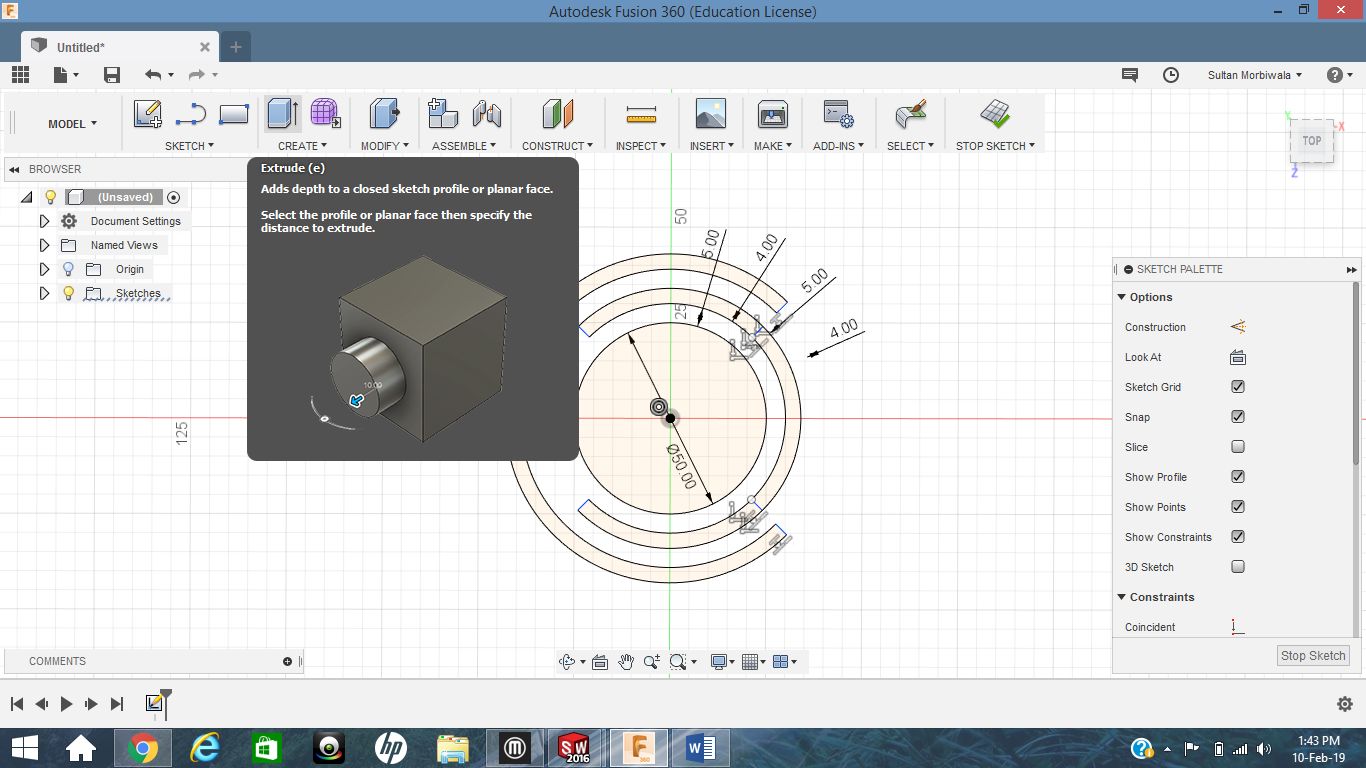 Autodesk Fusion 360 (Education License)
Untitled*
Sultan Morbiwala
MODEL
SKETCH
CREATE
MODIFY
ASSEMBLE
CONSTRUCT
INSPECT
INSERT
MAKE
ADD-INS
SELECT
STOP SKETCH
TOP
Y
X
Z
BROWSER
(Unsaved)
Document Settings
Named Views
Origin
Sketches
Extrude (e)
Adds depth to a closed sketch profile or planar face.
Select the profile or planar face then specify the
distance to extrude.
10.00
50
25
125
5.00
4.00
5.00
4.00
Ø50.00
SKETCH PALETTE
Options
Construction
Look At
Sketch Grid
Snap
Slice
Show Profile
Show Points
Show Constraints
3D Sketch
Constraints
Coincident
Stop Sketch
COMMENTS
hp
SW
2016
F
360
W
1:43 PM
10-Feb-19